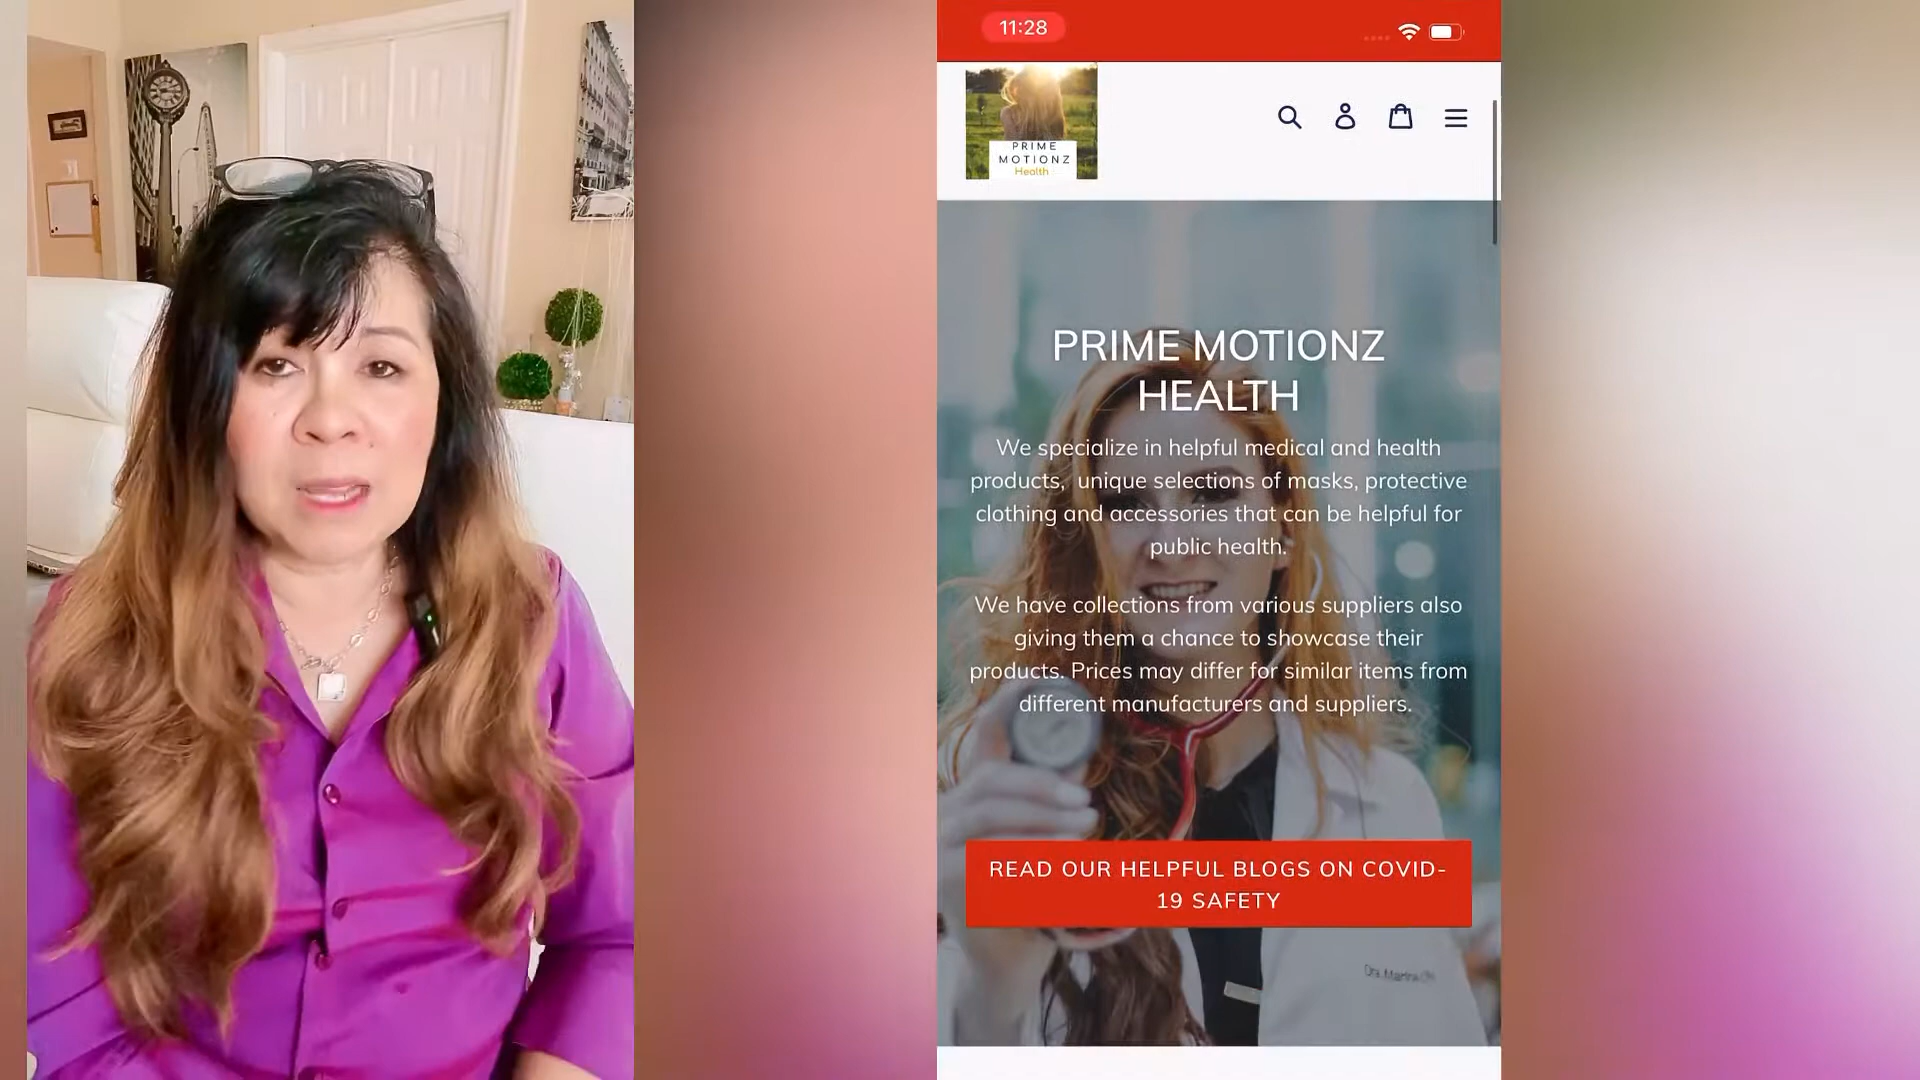 11:28
PRIME
MOTIONZ
Health
PRIME MOTIONZ
HEALTH
We specialize in helpful medical and health
products, unique selections of masks, protective
clothing and accessories that can be helpful for
public health.
We have collections from various suppliers also
giving them a chance to showcase their
products. Prices may differ for similar items from
different manufacturers and suppliers.
READ OUR HELPFUL BLOGS ON COVID-
19 SAFETY